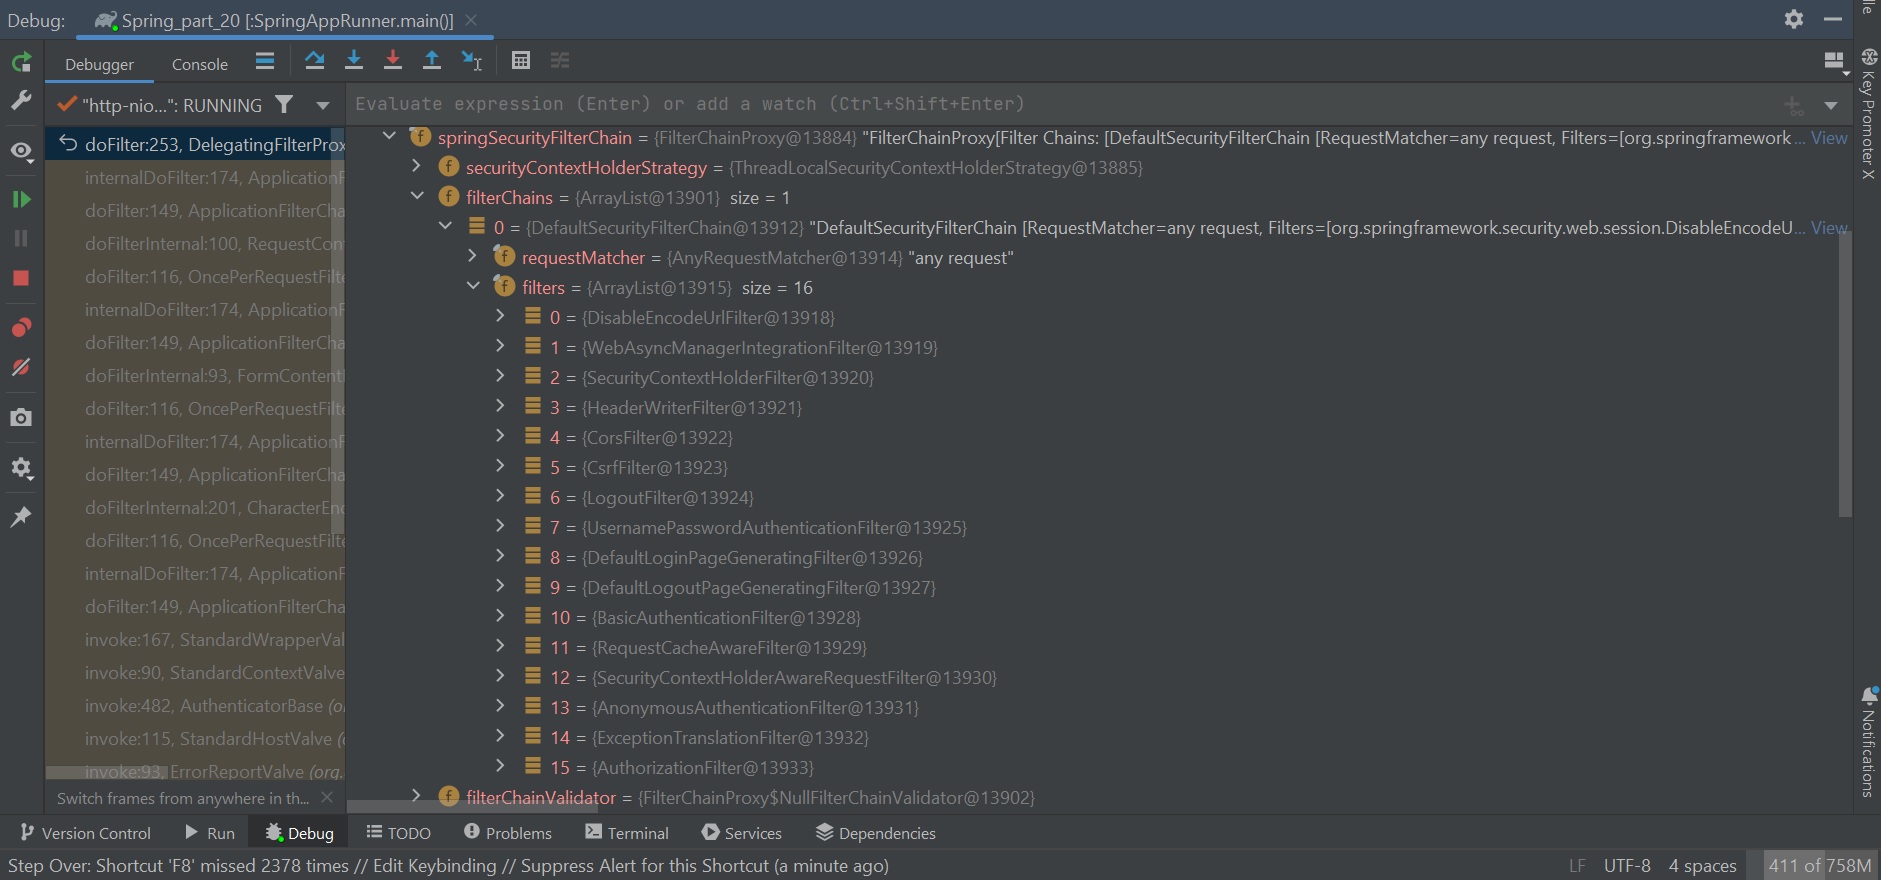 Debug: Spring_part_20 [:SpringAppRunner.main()]
Debugger Console
"http-nio...": RUNNING
Evaluate expression (Enter) or add a watch (Ctrl+Shift+Enter)
doFilter:253, DelegatingFilterProx
internalDoFilter:174, ApplicationF
doFilter:149, ApplicationFilterCha
doFilterInternal:100, RequestCon
doFilter:116, OncePerRequestFilte
internalDoFilter:174, ApplicationF
doFilter:149, ApplicationFilterCha
doFilterInternal:93, FormContent
doFilter:116, OncePerRequestFilte
internalDoFilter:174, ApplicationF
doFilter:149, ApplicationFilterCha
doFilterInternal:201, CharacterEnc
doFilter:116, OncePerRequestFilte
internalDoFilter:174, ApplicationF
doFilter:149, ApplicationFilterCha
invoke:167, StandardWrapperVal
invoke:90, StandardContextValve
invoke:482, AuthenticatorBase (o
invoke:115, StandardHostValve (
invoke:93, ErrorReportValve (org.
Switch frames from anywhere in th...
springSecurityFilterChain = {FilterChainProxy@13884} "FilterChainProxy[Filter Chains: [DefaultSecurityFilterChain [RequestMatcher=any request, Filters=[org.springframework... View
securityContextHolderStrategy = {ThreadLocalSecurityContextHolderStrategy@13885}
filterChains = {ArrayList@13901} size = 1
0 = {DefaultSecurityFilterChain@13912} "DefaultSecurityFilterChain [RequestMatcher=any request, Filters=[org.springframework.security.web.session.DisableEncodeU... View
requestMatcher = {AnyRequestMatcher@13914} "any request"
filters = {ArrayList@13915} size = 16
0 = {DisableEncodeUrlFilter@13918}
1 = {WebAsyncManagerIntegrationFilter@13919}
2 = {SecurityContextHolderFilter@13920}
3 = {HeaderWriterFilter@13921}
4 = {CorsFilter@13922}
5 = {CsrfFilter@13923}
6 = {LogoutFilter@13924}
7 = {UsernamePasswordAuthenticationFilter@13925}
8 = {DefaultLoginPageGeneratingFilter@13926}
9 = {DefaultLogoutPageGeneratingFilter@13927}
10 = {BasicAuthenticationFilter@13928}
11 = {RequestCacheAwareFilter@13929}
12 = {SecurityContextHolderAwareRequestFilter@13930}
13 = {AnonymousAuthenticationFilter@13931}
14 = {ExceptionTranslationFilter@13932}
15 = {AuthorizationFilter@13933}
filterChainValidator = {FilterChainProxy$NullFilterChainValidator@13902}
Key Promoter X
Notifications
Version Control Run Debug TODO Problems Terminal Services Dependencies
Step Over: Shortcut 'F8' missed 2378 times // Edit Keybinding // Suppress Alert for this Shortcut (a minute ago) LF UTF-8 4 spaces 411 of 758M